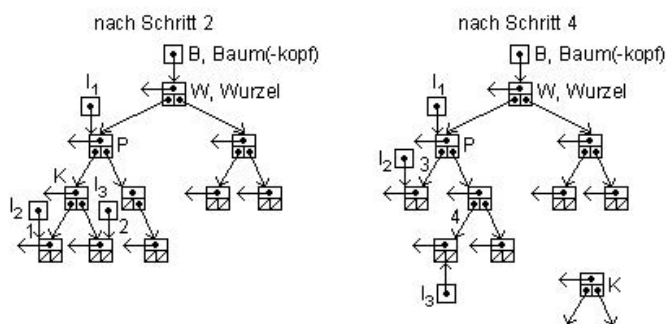 nach Schritt 2
nach Schritt 4
B, Baum(-kopf)
B, Baum(-kopf)
I1
W, Wurzel
I1
W, Wurzel
P
P
I2
3
K
I3
I2
1
2
4
I3
K